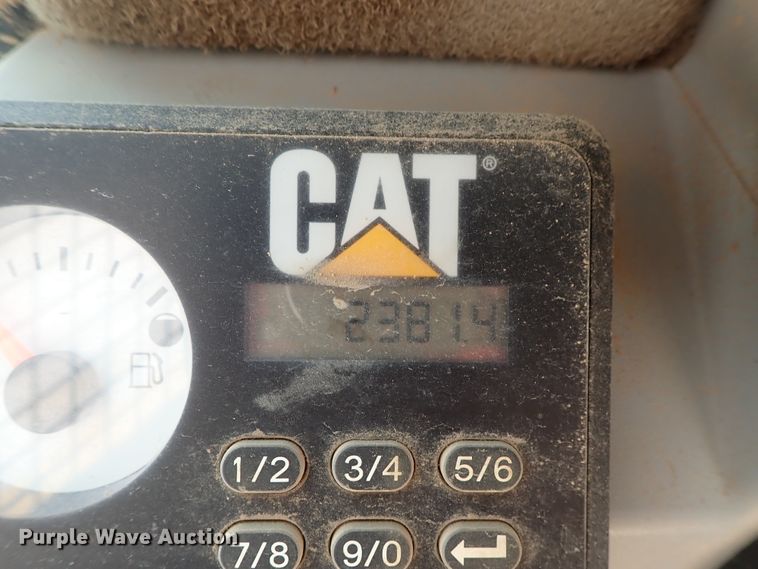 CAT®
2381.4
1/2 3/4 5/6
7/8 9/0
Purple Wave Auction